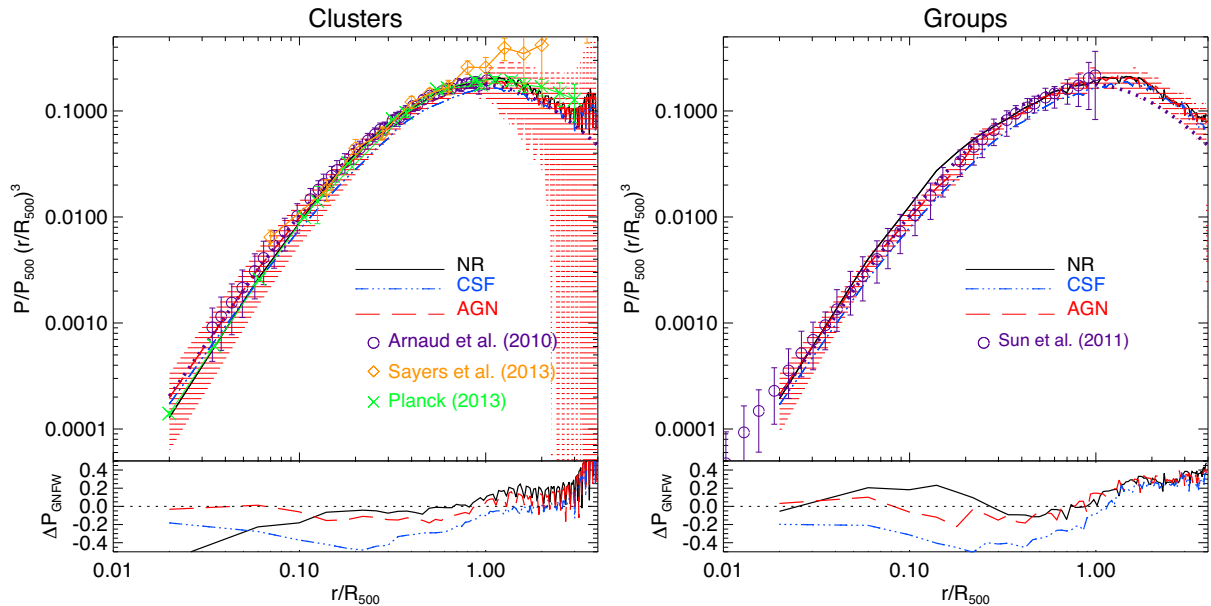 Clusters
P/P500 (r/R500)3
0.1000
0.0100
0.0010
0.0001
NR
CSF
AGN
Arnaud et al. (2010)
Sayers et al. (2013)
Planck (2013)
ΔPGNFW
0.4
0.2
0.0
-0.2
-0.4
0.01
0.10
1.00
r/R500
Groups
P/P500 (r/R500)3
0.1000
0.0100
0.0010
0.0001
NR
CSF
AGN
Sun et al. (2011)
ΔPGNFW
0.4
0.2
0.0
-0.2
-0.4
0.01
0.10
1.00
r/R500